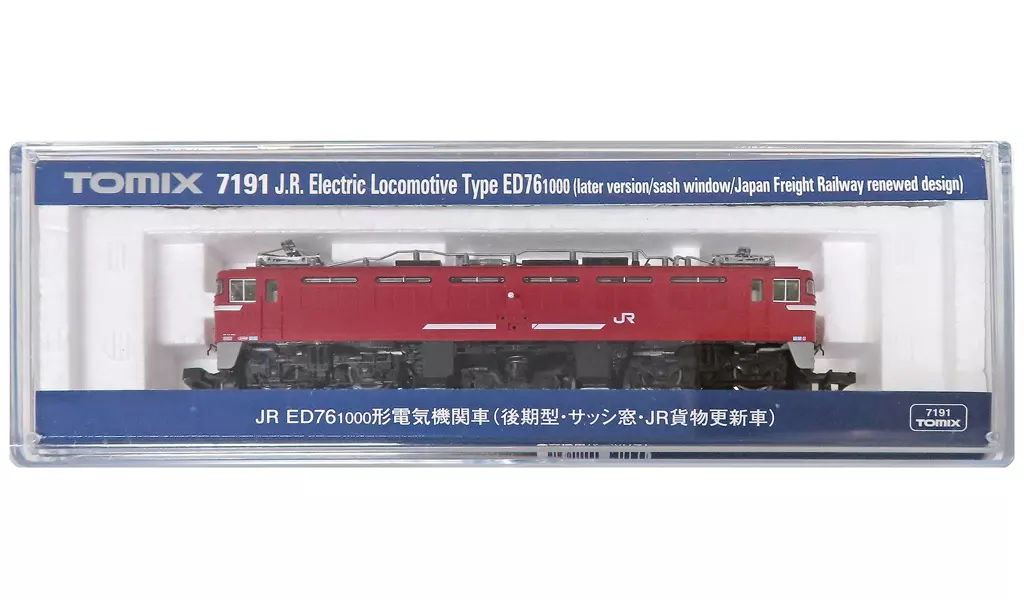 TOMIX 7191 J.R. Electric Locomotive Type ED761000 (later version/sash window/Japan Freight Railway renewed design)
JR
JR ED761000形電気機関車(後期型・サッシ窓・JR貨物更新車)
7191
TOMIX